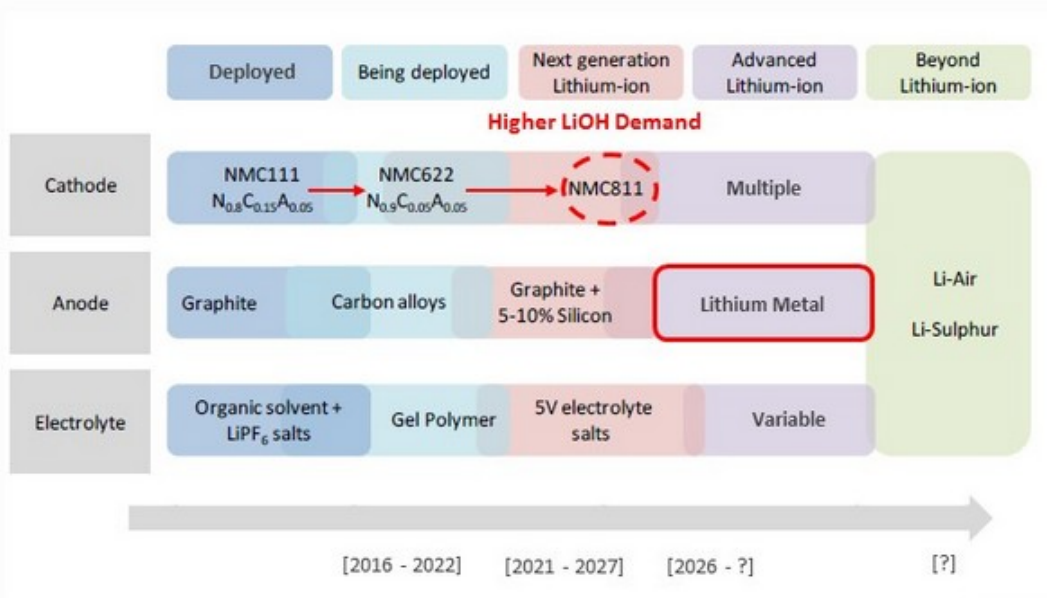 Deployed
Being deployed
Next generation
Lithium-ion
Advanced
Lithium-ion
Beyond
Lithium-ion
Higher LiOH Demand
Cathode
NMC111
N₀.₈C₀.₁₅A₀.₀₅
NMC622
N₀.₉C₀.₀₅A₀.₀₅
NMC811
Multiple
Anode
Graphite
Carbon alloys
Graphite +
5-10% Silicon
Lithium Metal
Li-Air
Li-Sulphur
Electrolyte
Organic solvent +
LiPF₆ salts
Gel Polymer
5V electrolyte
salts
Variable
[2016 - 2022]
[2021 - 2027]
[2026 - ?]
[?]